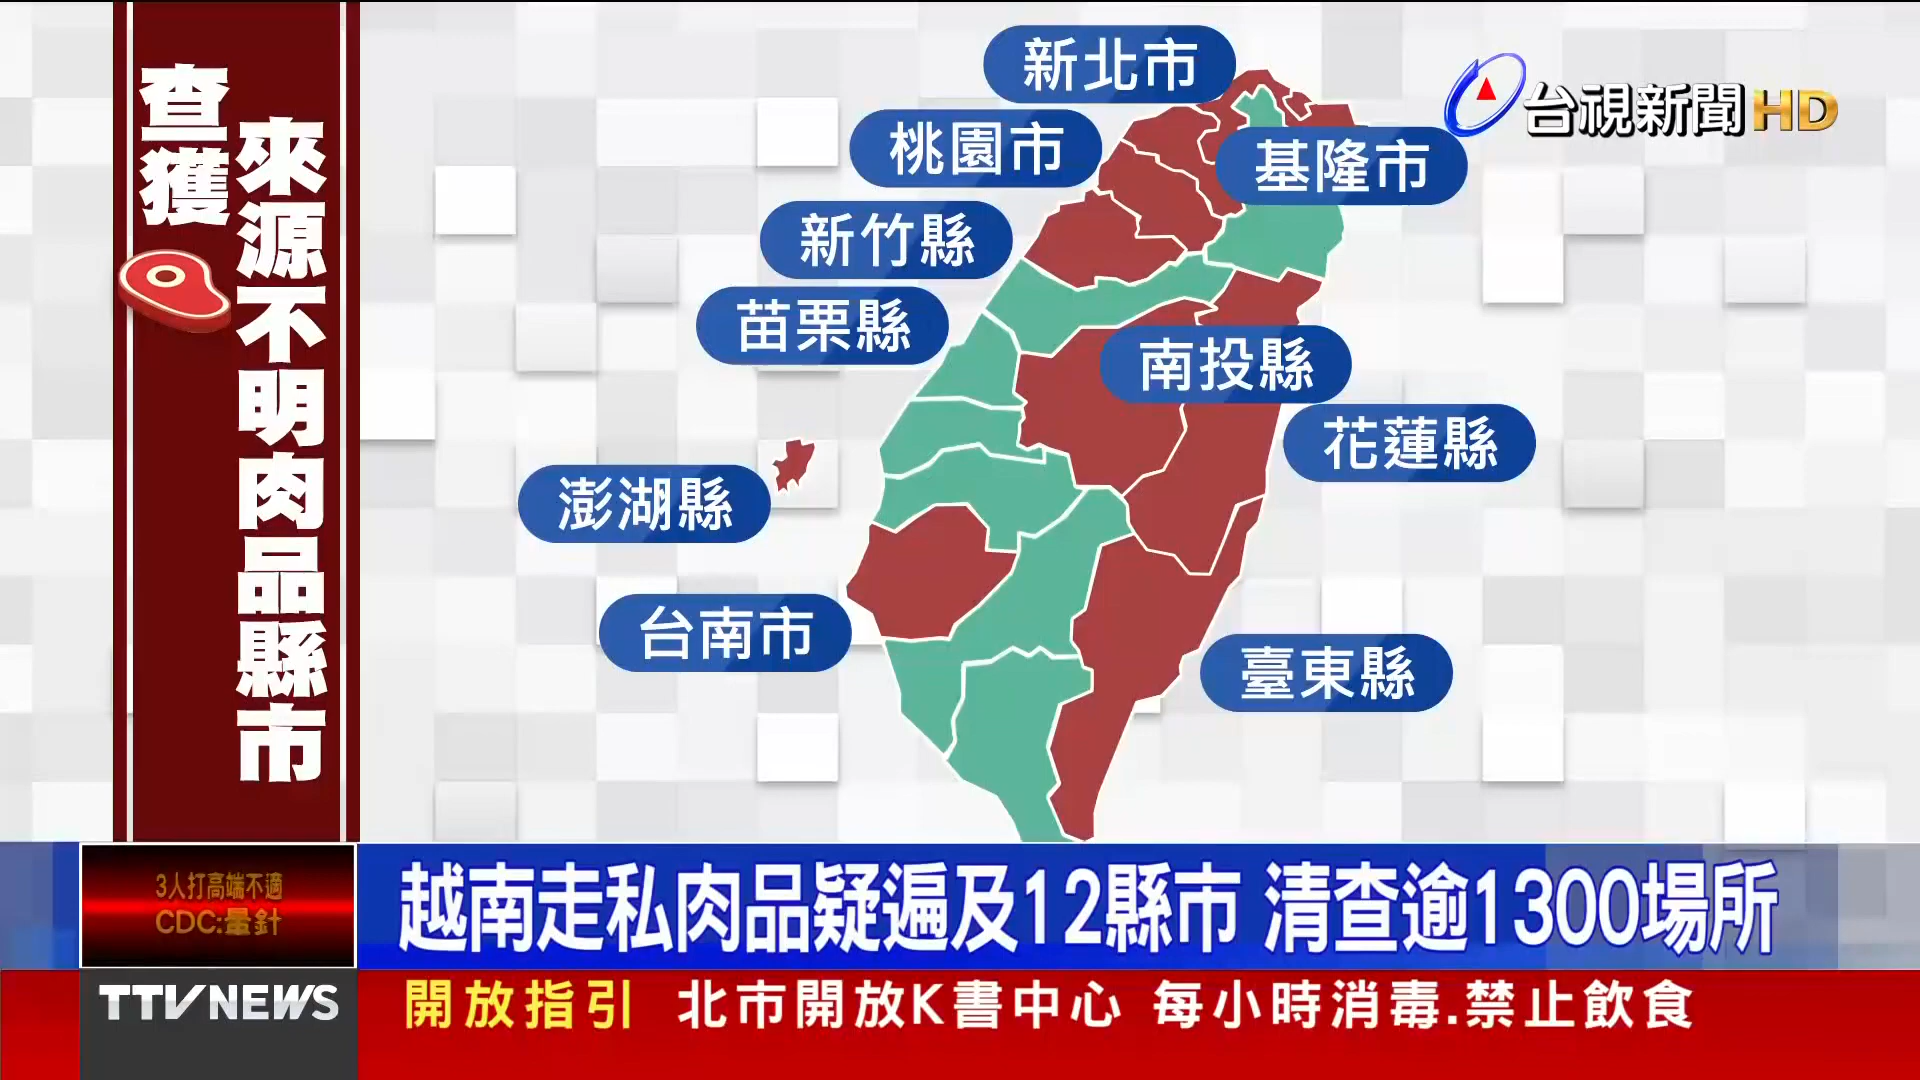 查獲
來源不明肉品縣市
新北市
台視新聞HD
桃園市
基隆市
新竹縣
苗栗縣
南投縣
花蓮縣
澎湖縣
台南市
臺東縣
3人打高端不適
CDC:暈針
越南走私肉品疑遍及12縣市 清查逾1300場所
TTV NEWS
開放指引 北市開放K書中心 每小時消毒.禁止飲食